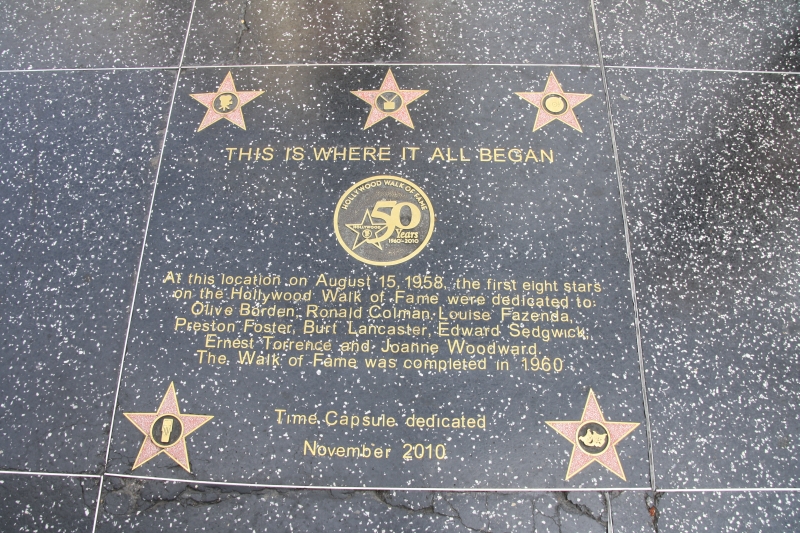 THIS IS WHERE IT ALL BEGAN
HOLLYWOOD WALK OF FAME
50
HOLLYWOOD
Years
1960-2010
At this location on August 15, 1958, the first eight stars
on the Hollywood Walk of Fame were dedicated to:
Olive Borden, Ronald Colman, Louise Fazenda,
Preston Foster, Burt Lancaster, Edward Sedgwick,
Ernest Torrence and Joanne Woodward.
The Walk of Fame was completed in 1960
Time Capsule dedicated
November 2010